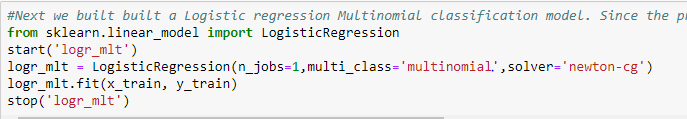 #Next we built built a Logistic regression Multinomial classification model. Since the
from sklearn.linear_model import LogisticRegression
start('logr_mlt')
logr_mlt = LogisticRegression(n_jobs=1,multi_class='multinomial',solver='newton-cg')
logr_mlt.fit(x_train, y_train)
stop('logr_mlt')